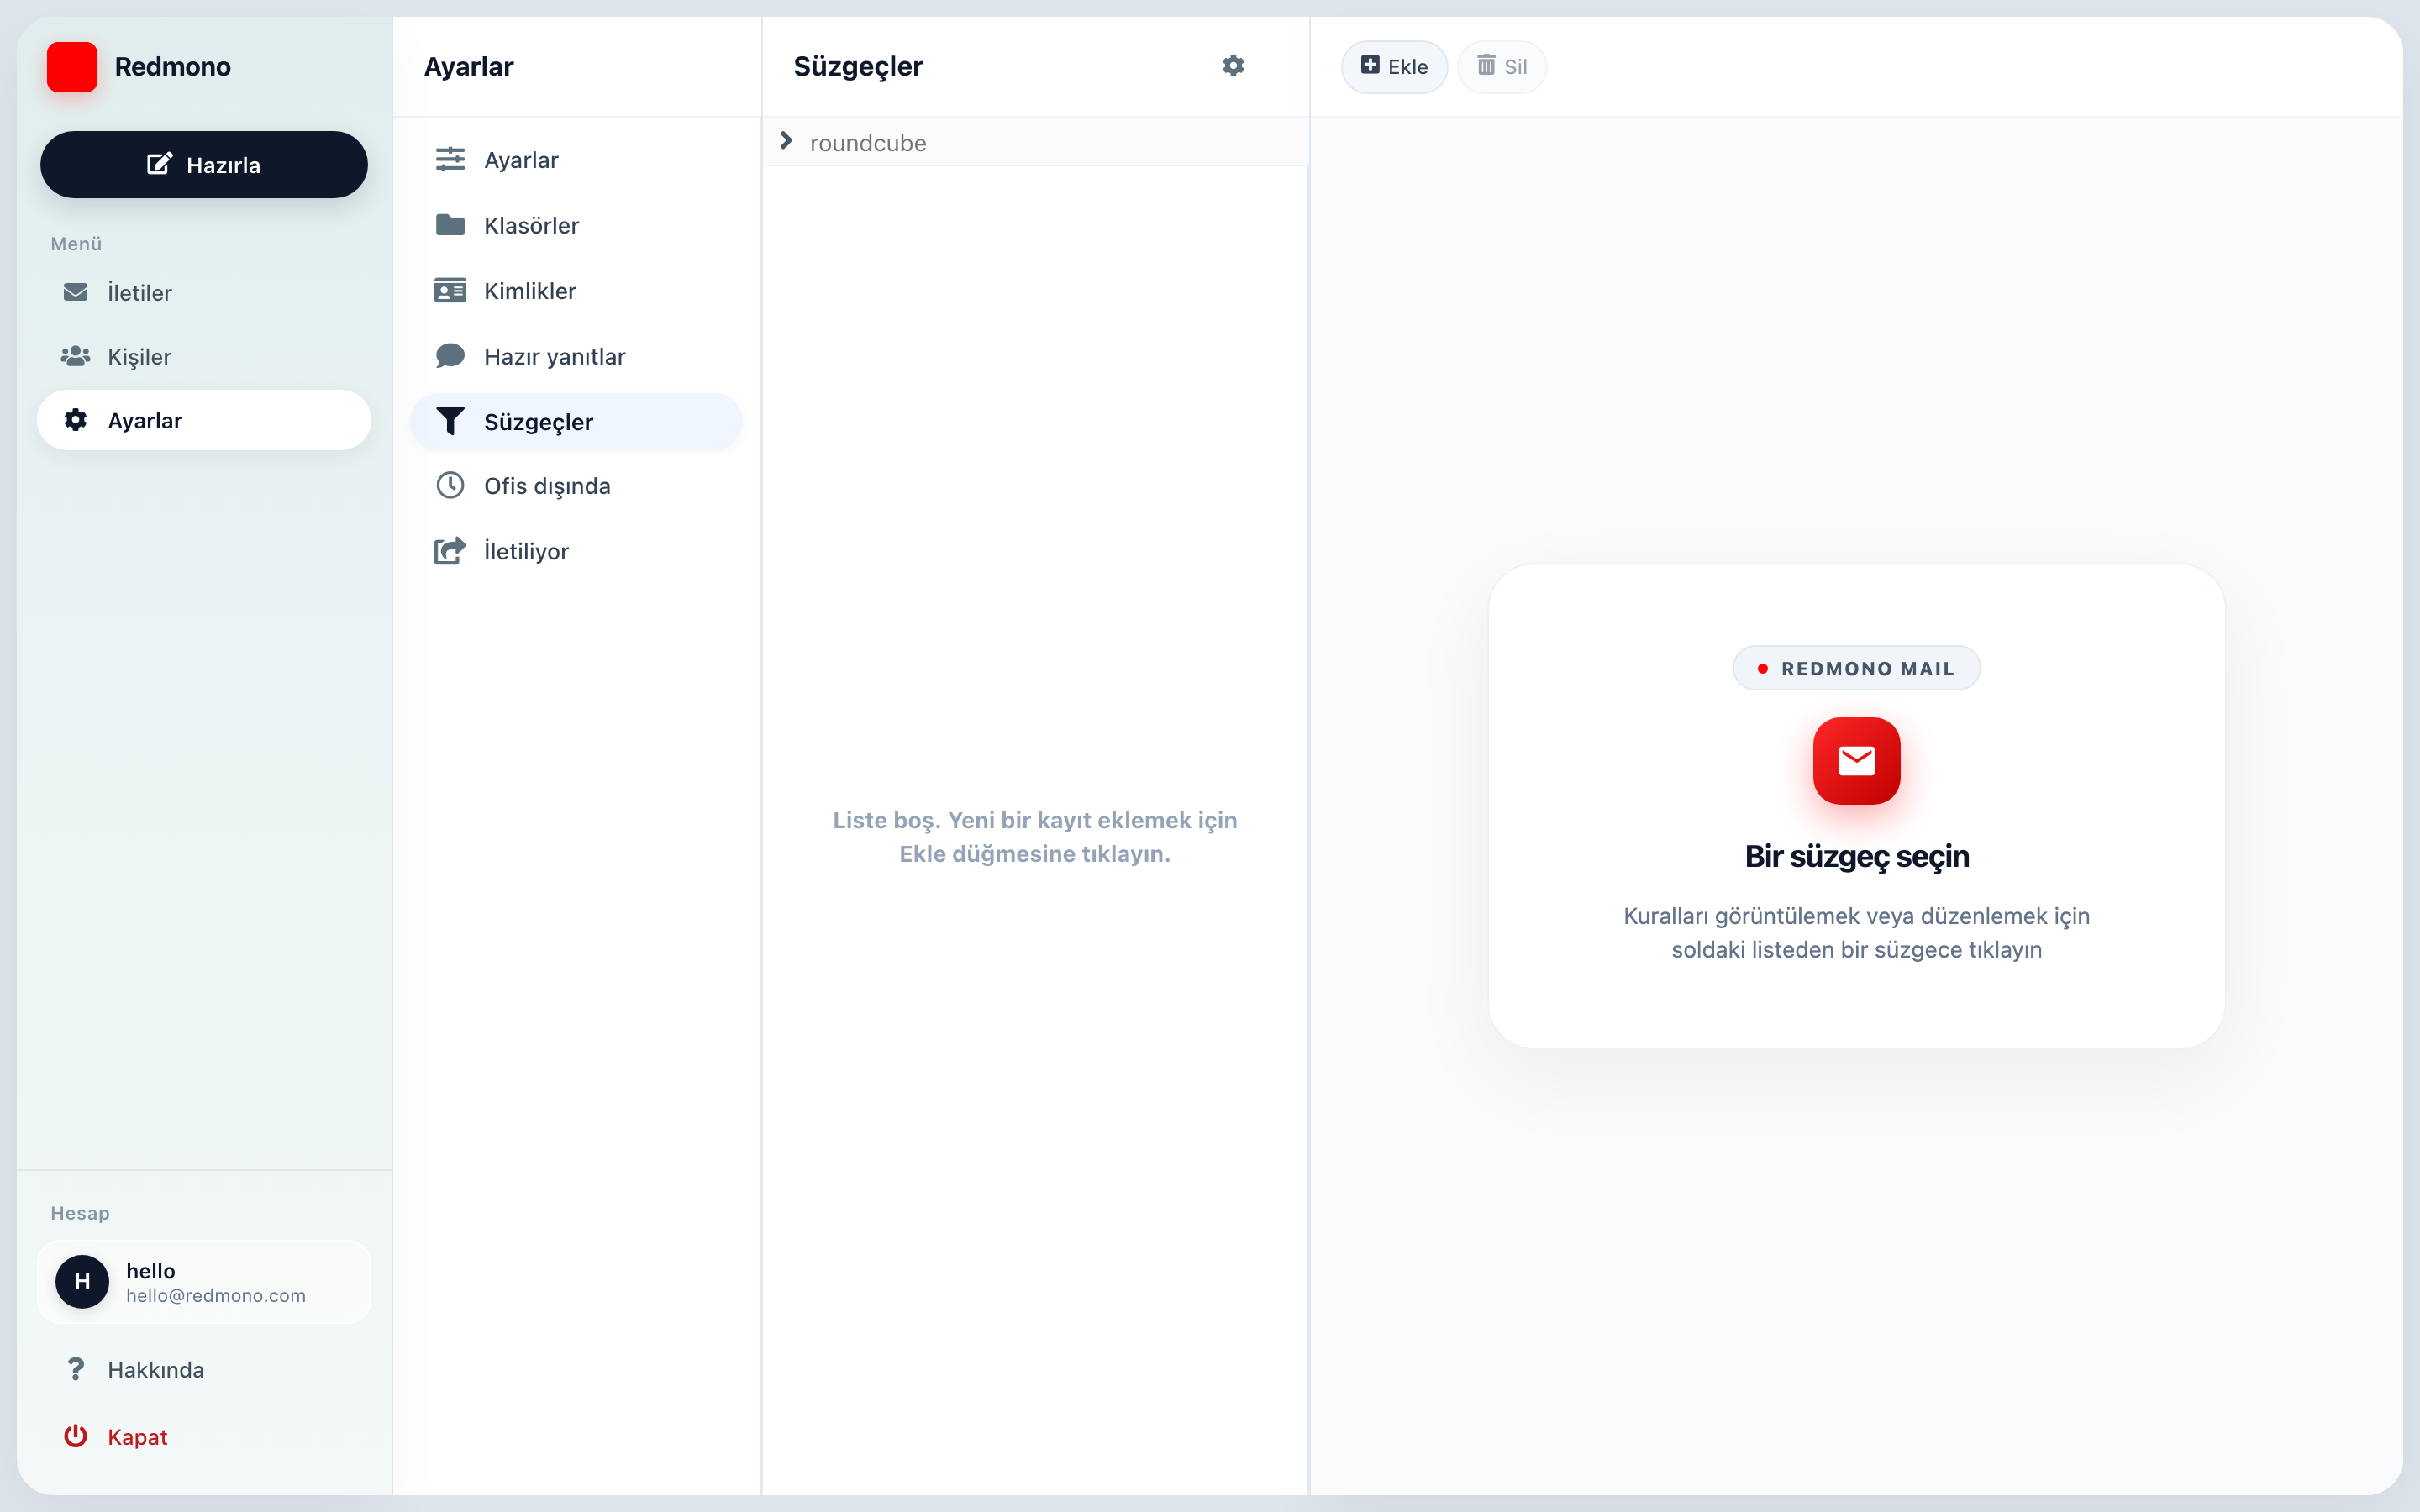 Redmono
Hazırla
Menü
İletiler
Kişiler
Ayarlar
Hesap
H
hello
hello@redmono.com
Hakkında
Kapat
Ayarlar
Ayarlar
Klasörler
Kimlikler
Hazır yanıtlar
Süzgeçler
Ofis dışında
İletiliyor
Süzgeçler
roundcube
Liste boş. Yeni bir kayıt eklemek için
Ekle düğmesine tıklayın.
Ekle
Sil
REDMONO MAIL
Bir süzgeç seçin
Kuralları görüntülemek veya düzenlemek için
soldaki listeden bir süzgece tıklayın